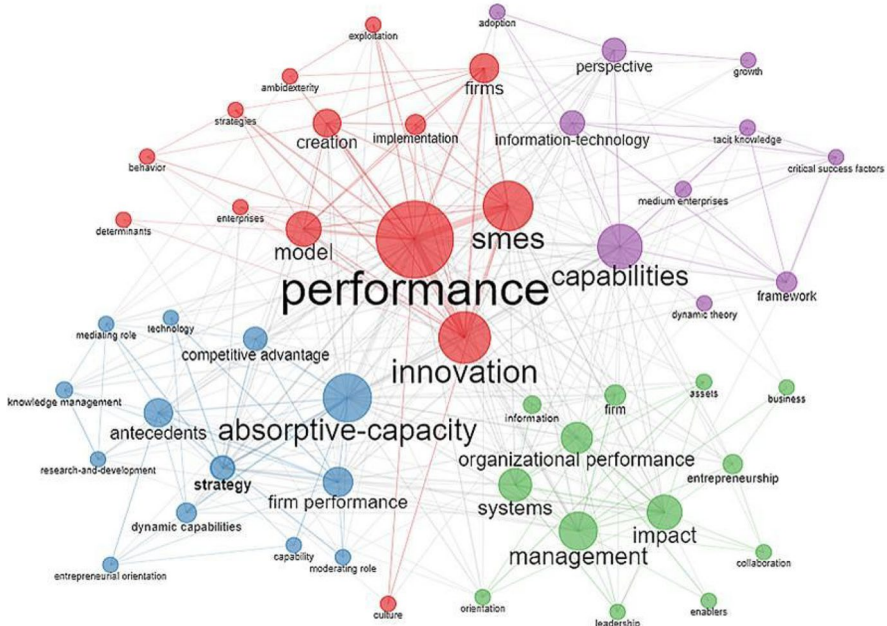 adoption
exploitation
perspective
growth
ambidexterity
firms
strategies
creation
implementation
information-technology
tacit knowledge
behavior
critical success factors
medium enterprises
enterprises
determinants
model
smes
capabilities
performance
framework
dynamic theory
mediating role
technology
competitive advantage
innovation
knowledge management
assets
business
information
firm
antecedents
absorptive-capacity
organizational performance
research-and-development
strategy
entrepreneurship
firm performance
systems
dynamic capabilities
impact
management
capability
moderating role
collaboration
entrepreneurial orientation
culture
orientation
leadership
enablers